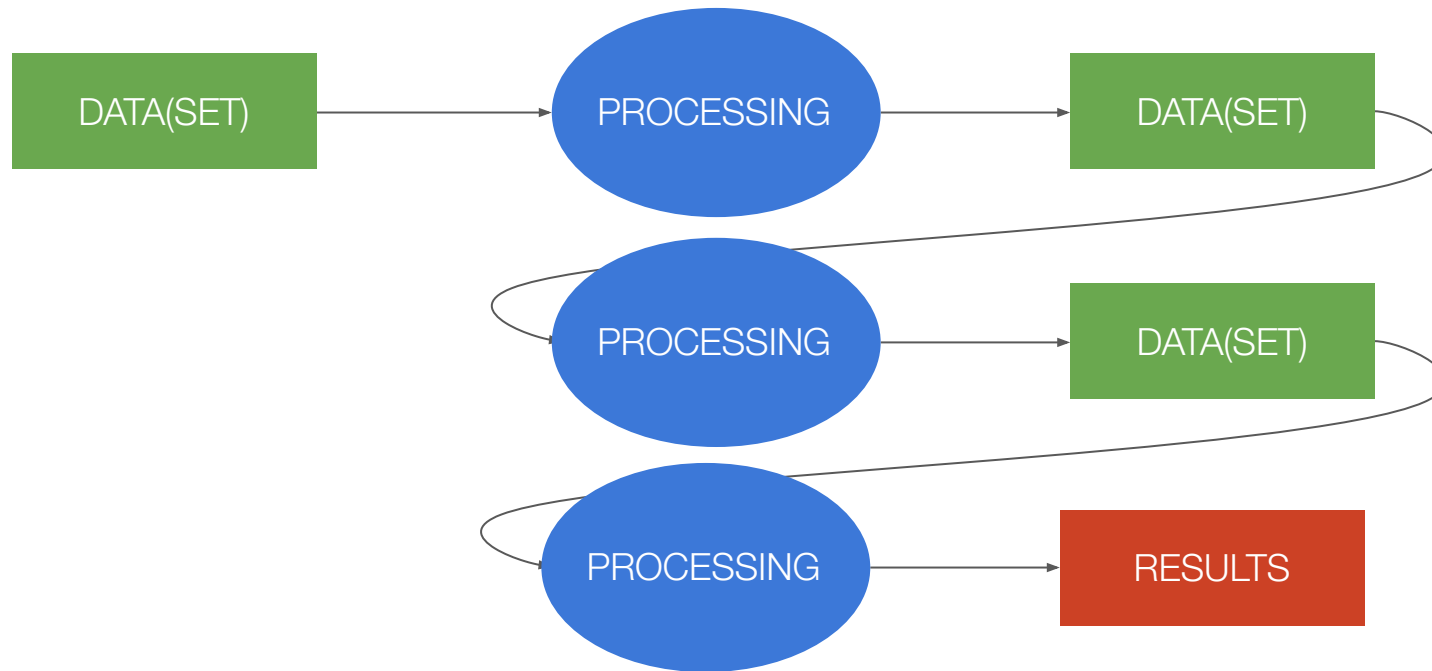 DATA(SET)
PROCESSING
DATA(SET)
PROCESSING
DATA(SET)
PROCESSING
RESULTS